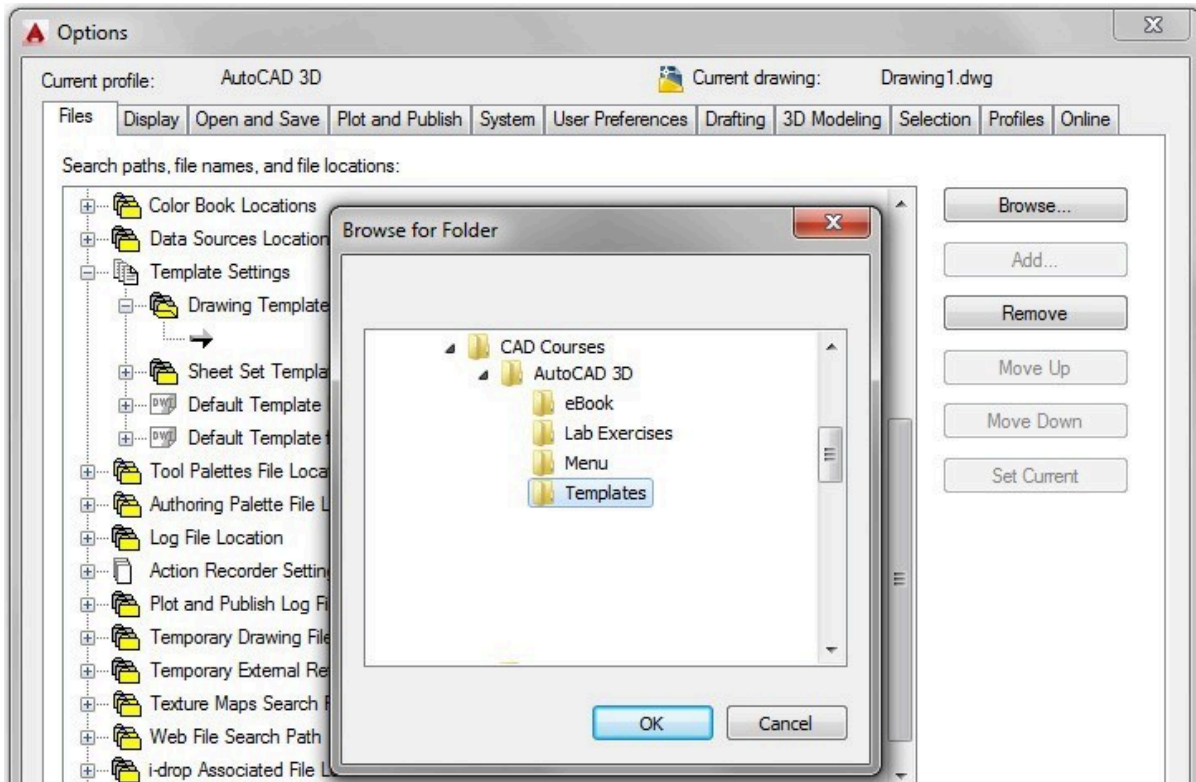 Options
Current profile: AutoCAD 3D Current drawing: Drawing1.dwg
Files Display Open and Save Plot and Publish System User Preferences Drafting 3D Modeling Selection Profiles Online
Search paths, file names, and file locations:
Color Book Locations
Data Sources Location
Template Settings
Drawing Template
Sheet Set Templa
Default Template
Default Template f
Tool Palettes File Loca
Authoring Palette File L
Log File Location
Action Recorder Settin
Plot and Publish Log Fi
Temporary Drawing File
Temporary External Re
Texture Maps Search P
Web File Search Path
i-drop Associated File L
Browse for Folder
CAD Courses
AutoCAD 3D
eBook
Lab Exercises
Menu
Templates
OK Cancel
Browse...
Add...
Remove
Move Up
Move Down
Set Current